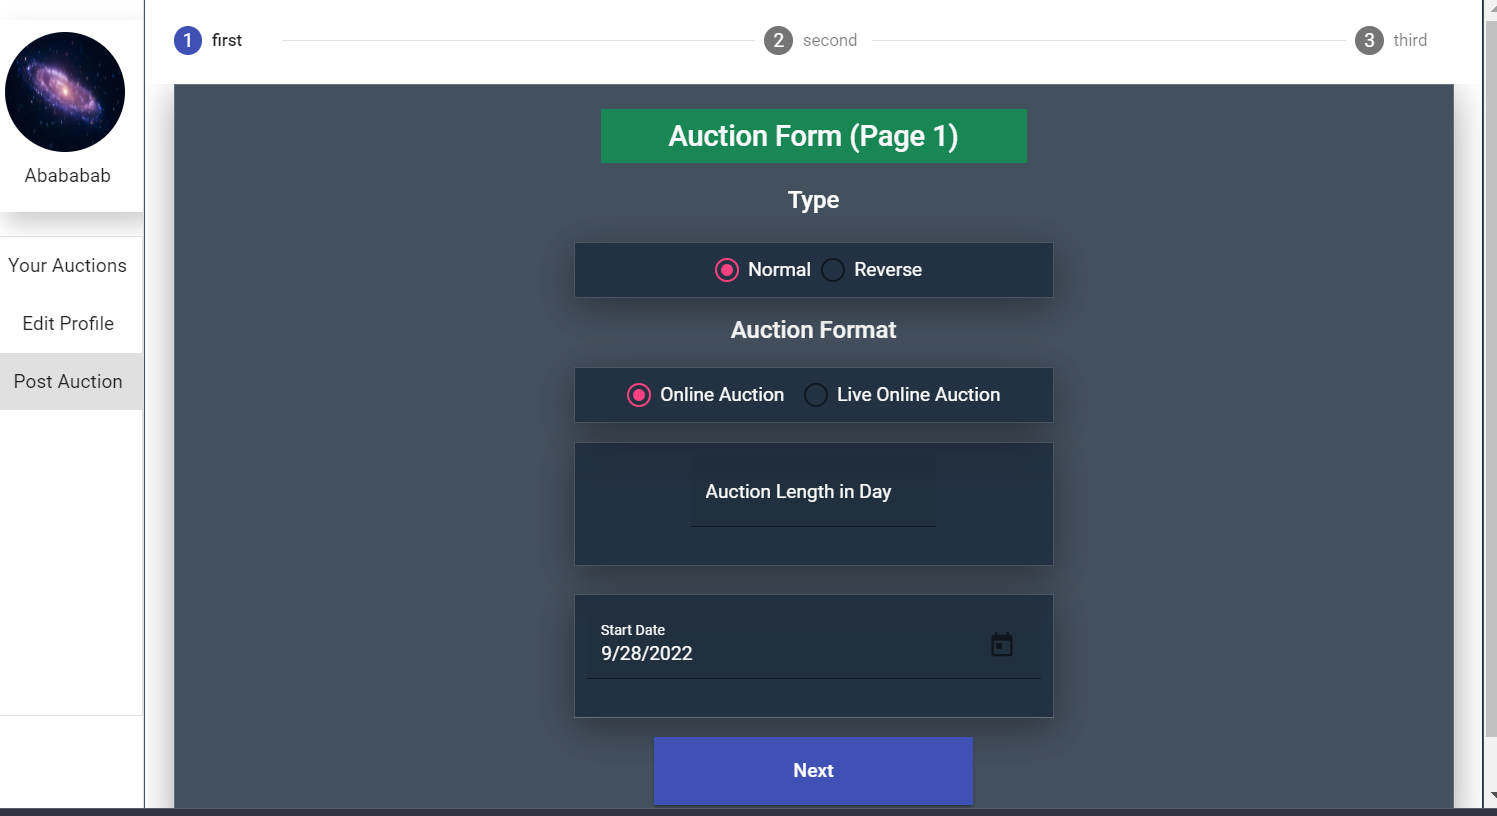 1 first
2 second
3 third
Abababab
Your Auctions
Edit Profile
Post Auction
Auction Form (Page 1)
Type
Normal Reverse
Auction Format
Online Auction Live Online Auction
Auction Length in Day
Start Date
9/28/2022
Next